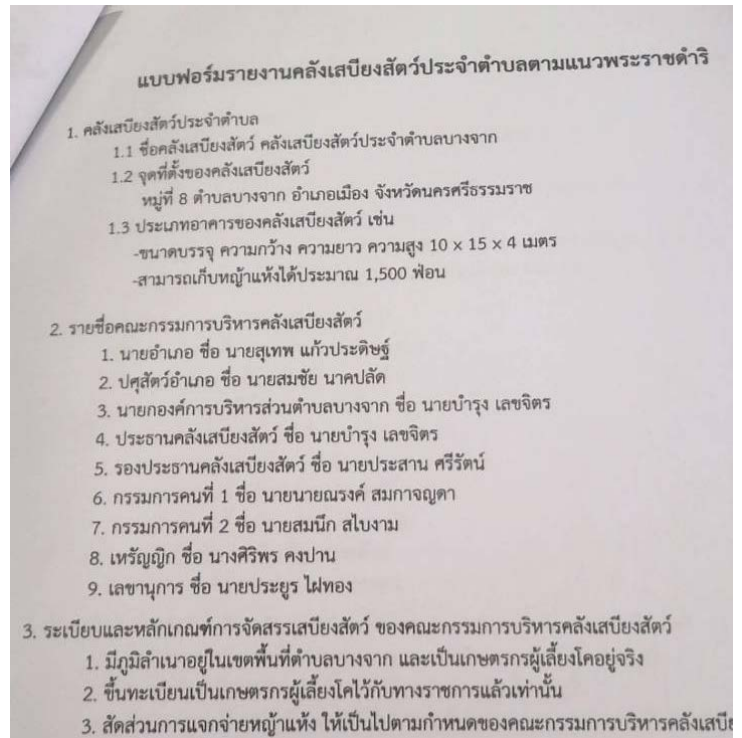 แบบฟอร์มรายงานคลังเสบียงสัตว์ประจำตำบลตามแนวพระราชดำริ
1. คลังเสบียงสัตว์ประจำตำบล
1.1 ชื่อคลังเสบียงสัตว์ คลังเสบียงสัตว์ประจำตำบลบางจาก
1.2 จุดที่ตั้งของคลังเสบียงสัตว์
หมู่ที่ 8 ตำบลบางจาก อำเภอเมือง จังหวัดนครศรีธรรมราช
1.3 ประเภทอาคารของคลังเสบียงสัตว์ เช่น
-ขนาดบรรจุ ความกว้าง ความยาว ความสูง 10 x 15 x 4 เมตร
-สามารถเก็บหญ้าแห้งได้ประมาณ 1,500 ฟ่อน
2. รายชื่อคณะกรรมการบริหารคลังเสบียงสัตว์
1. นายอำเภอ ชื่อ นายสุเทพ แก้วประดิษฐ์
2. ปศุสัตว์อำเภอ ชื่อ นายสมชัย นาคปลัด
3. นายกองค์การบริหารส่วนตำบลบางจาก ชื่อ นายบำรุง เลขจิตร
4. ประธานคลังเสบียงสัตว์ ชื่อ นายบำรุง เลขจิตร
5. รองประธานคลังเสบียงสัตว์ ชื่อ นายประสาน ศรีรัตน์
6. กรรมการคนที่ 1 ชื่อ นายนายณรงค์ สมกาจญดา
7. กรรมการคนที่ 2 ชื่อ นายสมนึก สไบงาม
8. เหรัญญิก ชื่อ นางศิริพร คงปาน
9. เลขานุการ ชื่อ นายประยูร ไฝทอง
3. ระเบียบและหลักเกณฑ์การจัดสรรเสบียงสัตว์ ของคณะกรรมการบริหารคลังเสบียงสัตว์
1. มีภูมิลำเนาอยู่ในเขตพื้นที่ตำบลบางจาก และเป็นเกษตรกรผู้เลี้ยงโคอยู่จริง
2. ขึ้นทะเบียนเป็นเกษตรกรผู้เลี้ยงโคไว้กับทางราชการแล้วเท่านั้น
3. สัดส่วนการแจกจ่ายหญ้าแห้ง ให้เป็นไปตามกำหนดของคณะกรรมการบริหารคลังเสบีย